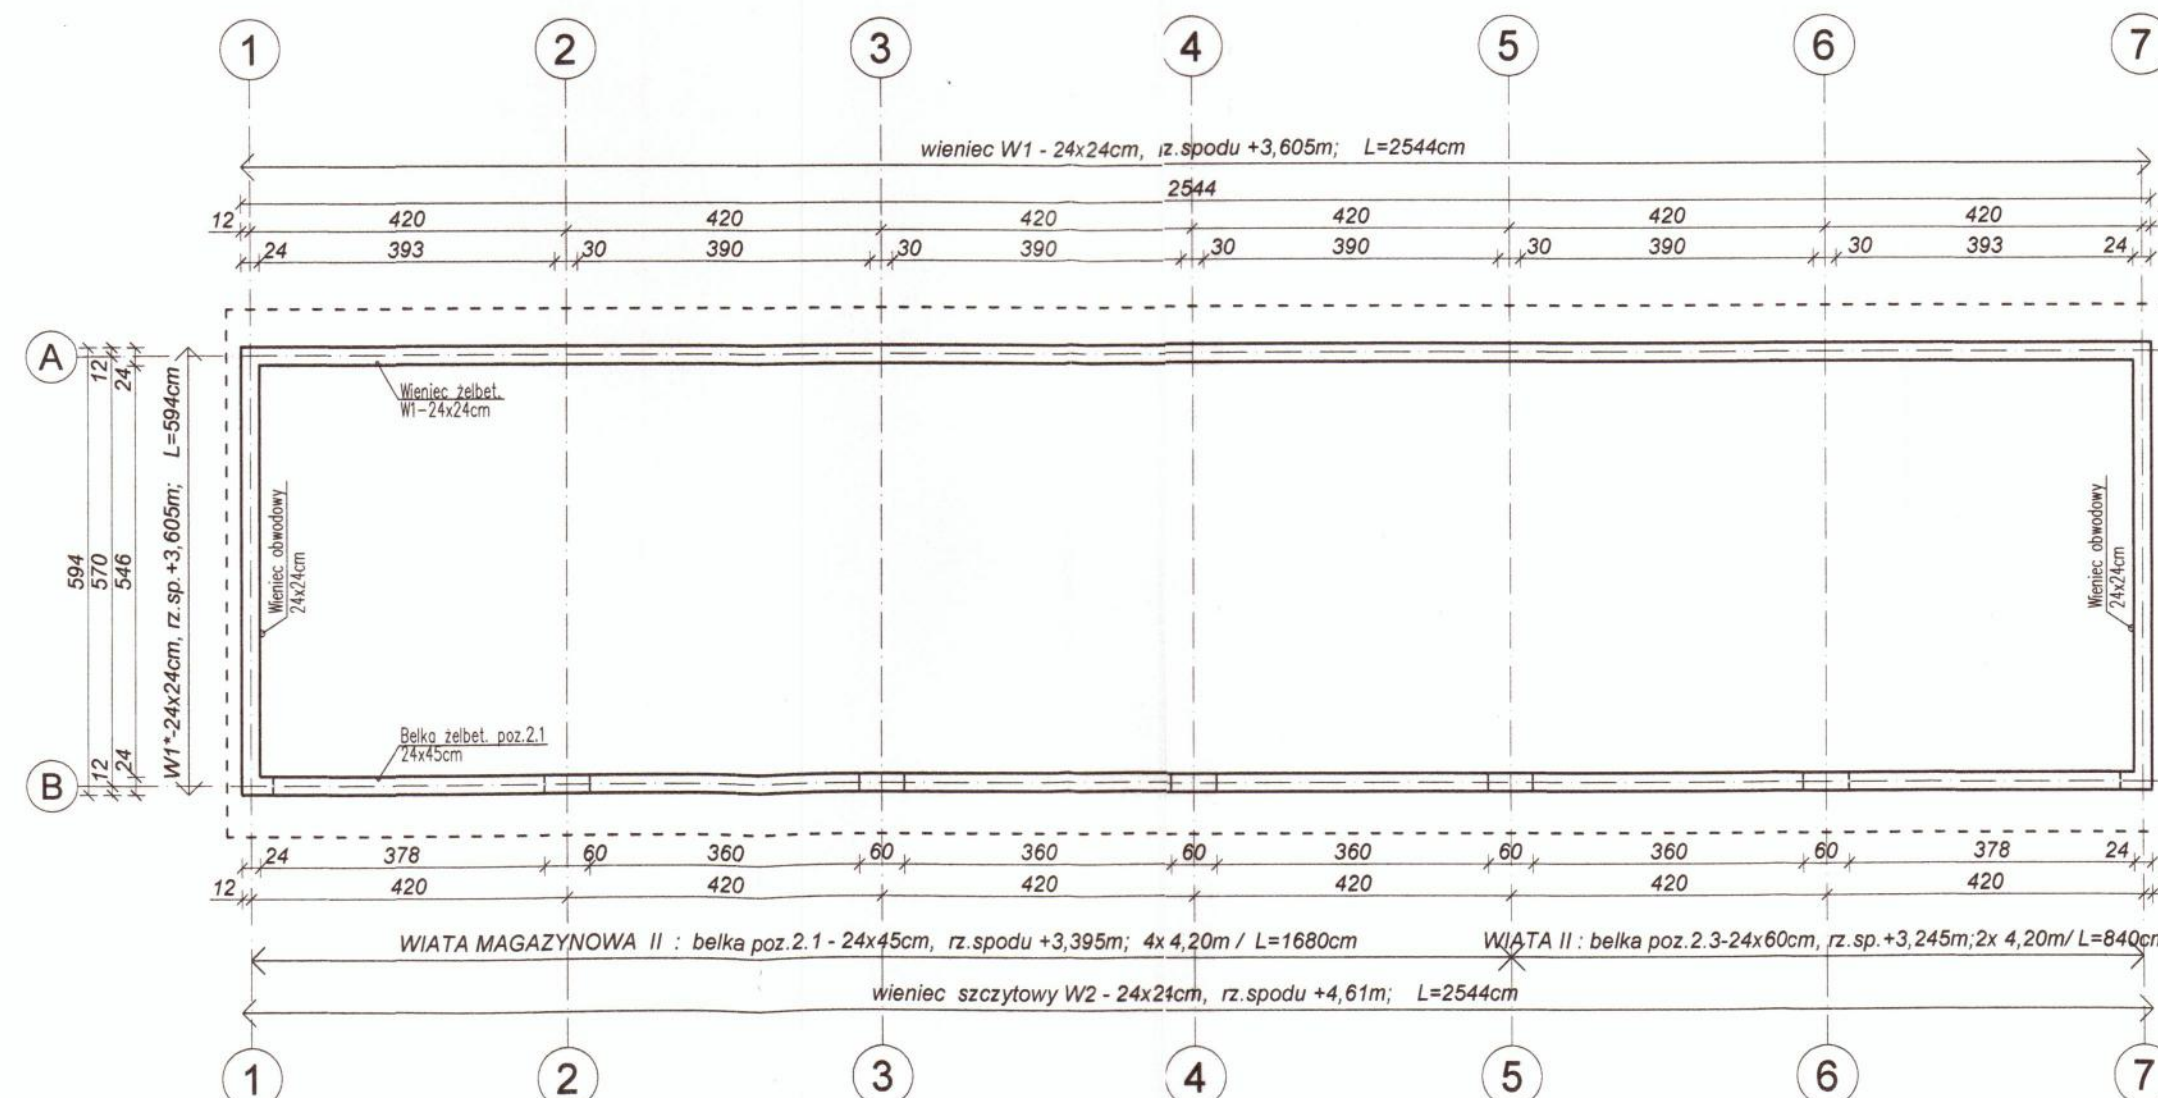 1 2 3 4 5 6 7
wieniec W1 - 24x24cm, rz.spodu +3,605m; L=2544cm
2544
12 420 420 420 420 420 420
24 393 30 390 30 390 30 390 30 390 30 393 24
A
12
24
Wieniec żelbet.
W1-24x24cm
W1*-24x24cm, rz.sp.+3,605m; L=594cm
594
570
546
Wieniec obwodowy
24x24cm
Wieniec obwodowy
24x24cm
Belka żelbet. poz.2.1
24x45cm
12
24
B
24 378 60 360 60 360 60 360 60 360 60 378 24
12 420 420 420 420 420 420
WIATA MAGAZYNOWA II : belka poz.2.1 - 24x45cm, rz.spodu +3,395m; 4x 4,20m / L=1680cm
WIATA II : belka poz.2.3-24x60cm, rz.sp.+3,245m;2x 4,20m/ L=840cm
wieniec szczytowy W2 - 24x24cm, rz.spodu +4,61m; L=2544cm
1 2 3 4 5 6 7